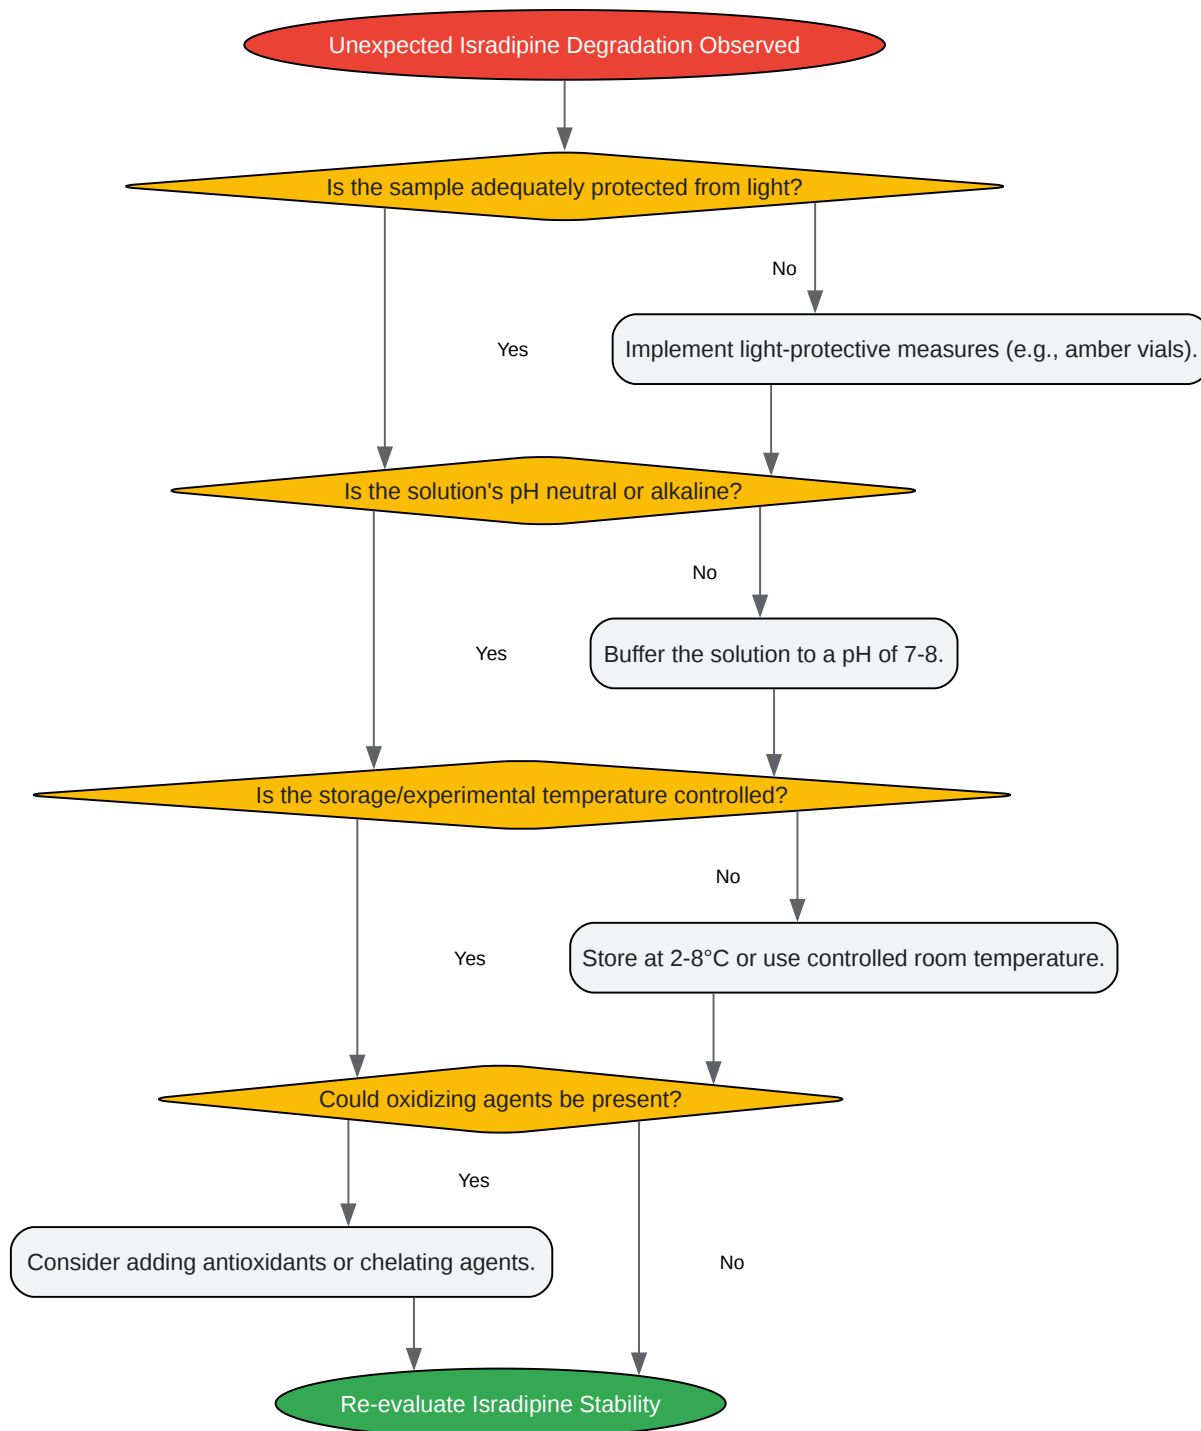 Unexpected Isradipine Degradation Observed
Is the sample adequately protected from light?
No
Yes
Implement light-protective measures (e.g., amber vials).
Is the solution's pH neutral or alkaline?
No
Yes
Buffer the solution to a pH of 7-8.
Is the storage/experimental temperature controlled?
No
Yes
Store at 2-8°C or use controlled room temperature.
Could oxidizing agents be present?
Yes
Consider adding antioxidants or chelating agents.
No
Re-evaluate Isradipine Stability